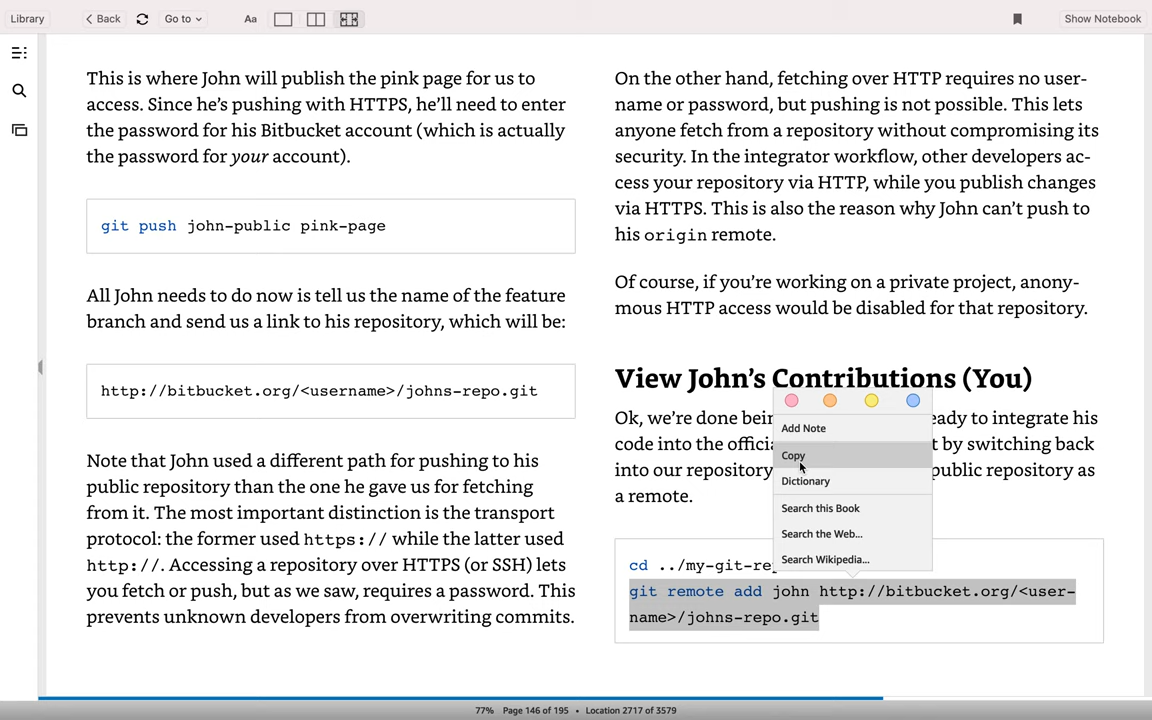 Library
Back
Go to
Aa
Show Notebook
This is where John will publish the pink page for us to
access. Since he's pushing with HTTPS, he'll need to enter
the password for his Bitbucket account (which is actually
the password for your account).
git push john-public pink-page
All John needs to do now is tell us the name of the feature
branch and send us a link to his repository, which will be:
http://bitbucket.org/<username>/johns-repo.git
Note that John used a different path for pushing to his
public repository than the one he gave us for fetching
from it. The most important distinction is the transport
protocol: the former used https:// while the latter used
http://. Accessing a repository over HTTPS (or SSH) lets
you fetch or push, but as we saw, requires a password. This
prevents unknown developers from overwriting commits.
On the other hand, fetching over HTTP requires no user-
name or password, but pushing is not possible. This lets
anyone fetch from a repository without compromising its
security. In the integrator workflow, other developers ac-
cess your repository via HTTP, while you publish changes
via HTTPS. This is also the reason why John can't push to
his origin remote.
Of course, if you're working on a private project, anony-
mous HTTP access would be disabled for that repository.
View John's Contributions (You)
Ok, we're done bein eady to integrate his
code into the officia t by switching back
into our repository public repository as
a remote.
Add Note
Copy
Dictionary
Search this Book
Search the Web...
Search Wikipedia...
cd ../my-git-rep
git remote add john http://bitbucket.org/<user-
name>/johns-repo.git
77% Page 146 of 195 • Location 2717 of 3579